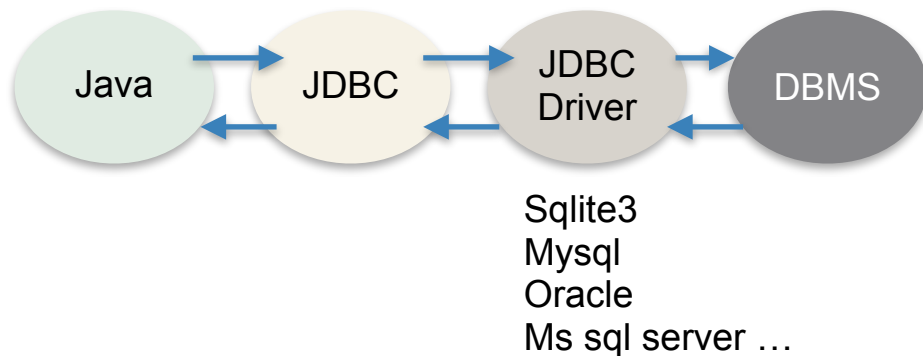 Java
JDBC
JDBC
Driver
DBMS
Sqlite3
Mysql
Oracle
Ms sql server …